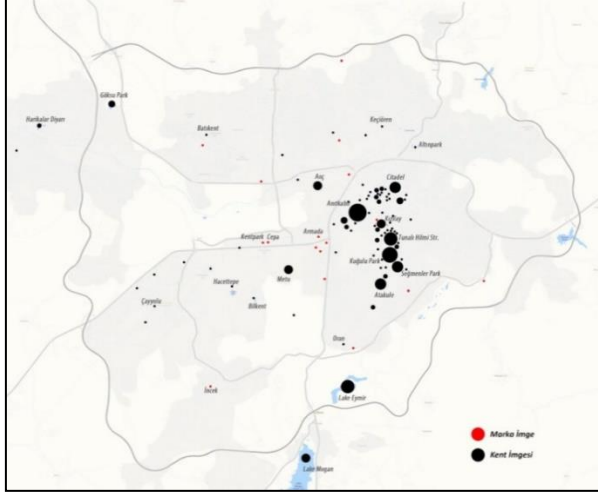 Göksu Park
Harikalar Diyarı
Batıkent
Keçiören
Altınpark
Aoç
Citadel
Anıtkabir
Kızılay
Tunalı Hilmi Str.
Armada
Kentpark Cepa
Kuğulu Park
Seğmenler Park
Metu
Hacettepe
Atakule
Çayyolu
Bilkent
Oran
İncek
Lake Eymir
Marka İmge
Kent İmgesi
Lake Mogan